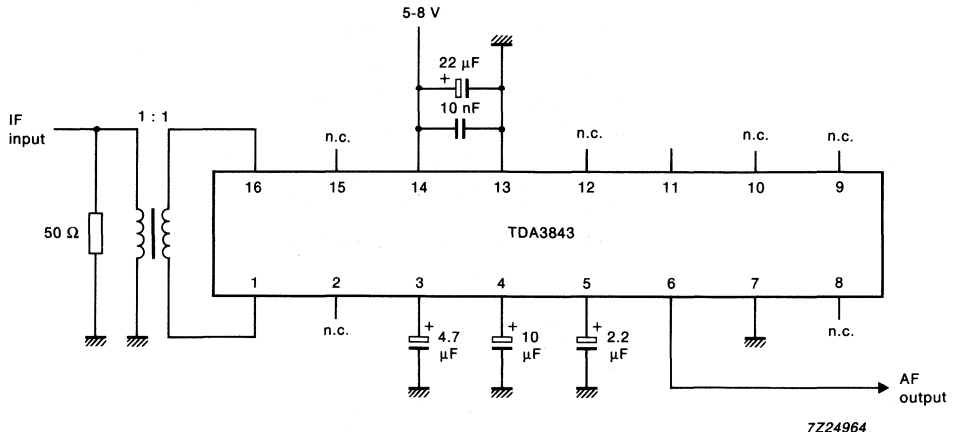 5-8 V
22 µF
+
10 nF
1 : 1
IF
input
n.c.
n.c.
n.c.
n.c.
16 15 14 13 12 11 10 9
50 Ω
TDA3843
1 2 3 4 5 6 7 8
n.c.
+ 4.7
µF
+ 10
µF
+ 2.2
µF
n.c.
AF
output
7Z24964